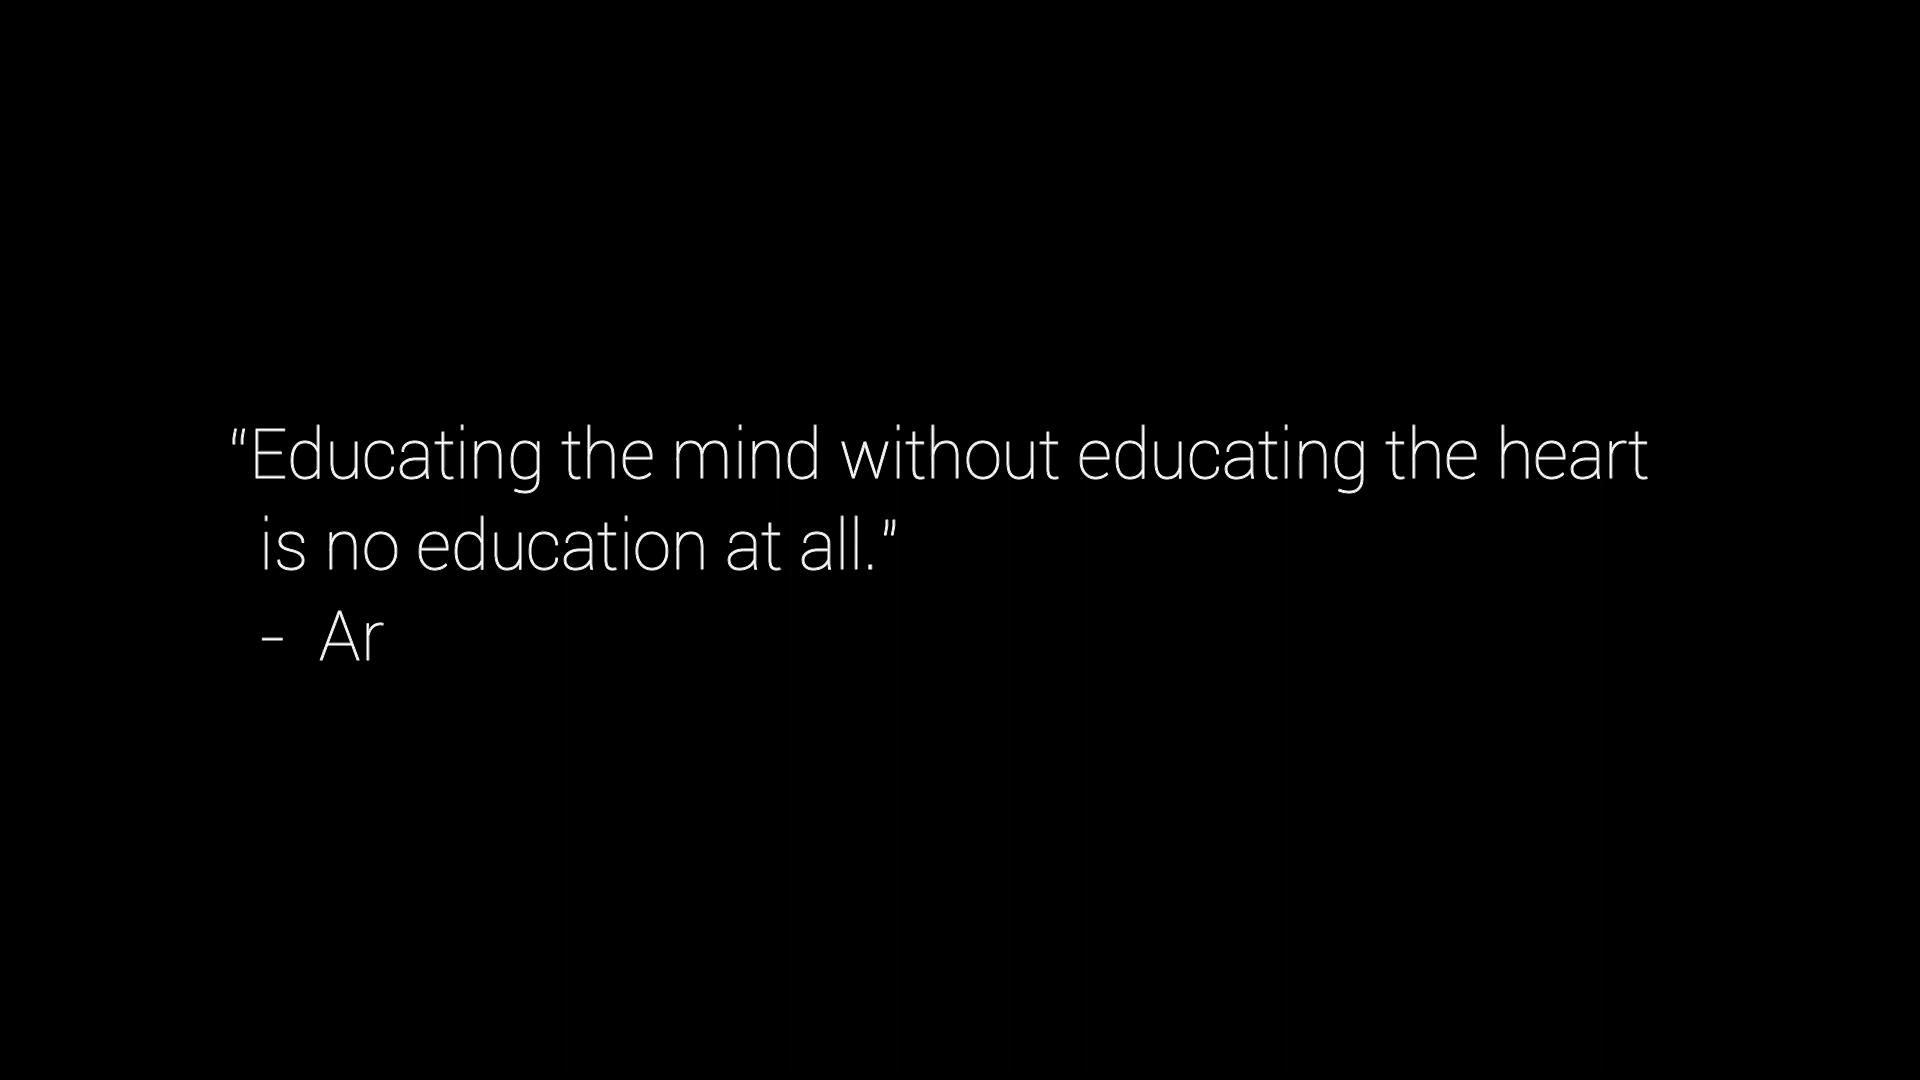 "Educating the mind without educating the heart
is no education at all."
- Ar